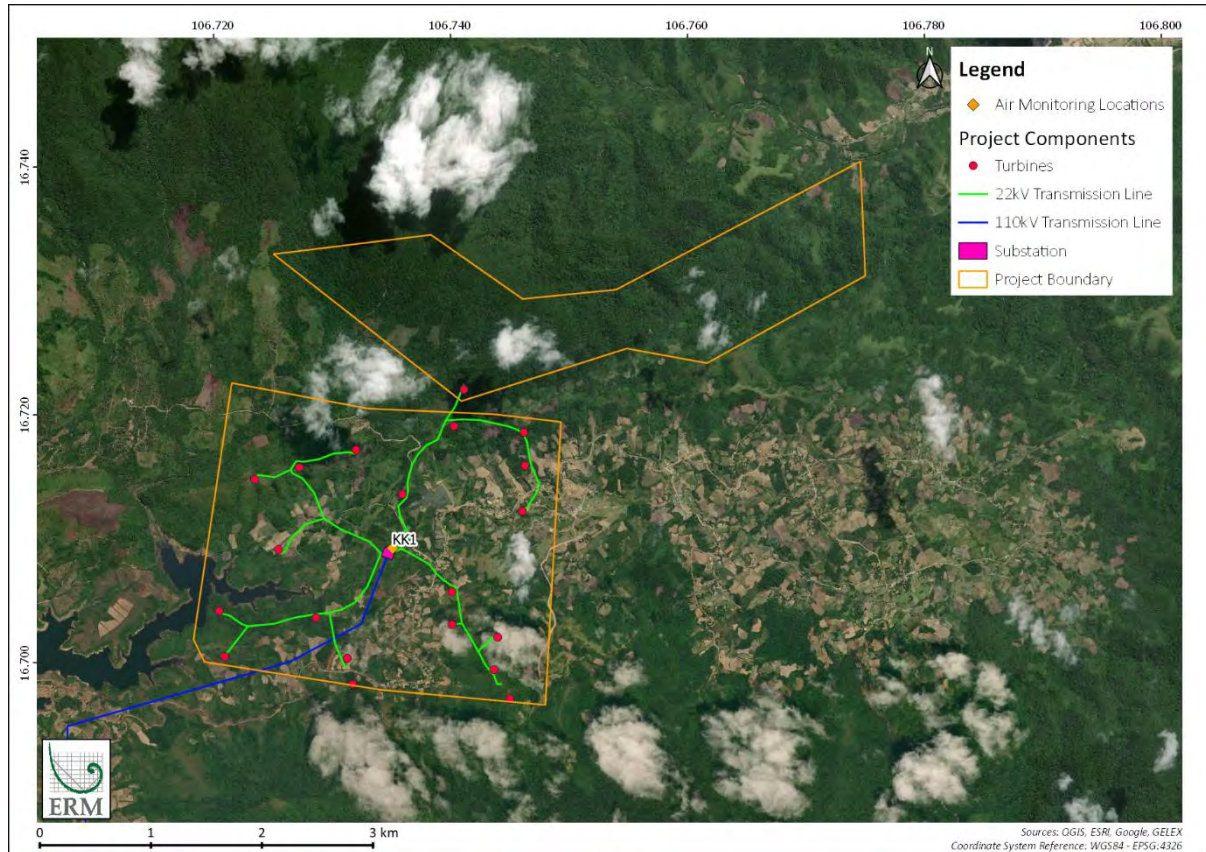 106.720 106.740 106.760 106.780 106.800
N
Legend
Air Monitoring Locations
Project Components
Turbines
22kV Transmission Line
110kV Transmission Line
Substation
Project Boundary
16.740
16.720
16.700
KK1
ERM
0 1 2 3 km
Sources: QGIS, ESRI, Google, GELEX
Coordinate System Reference: WGS84 - EPSG:4326